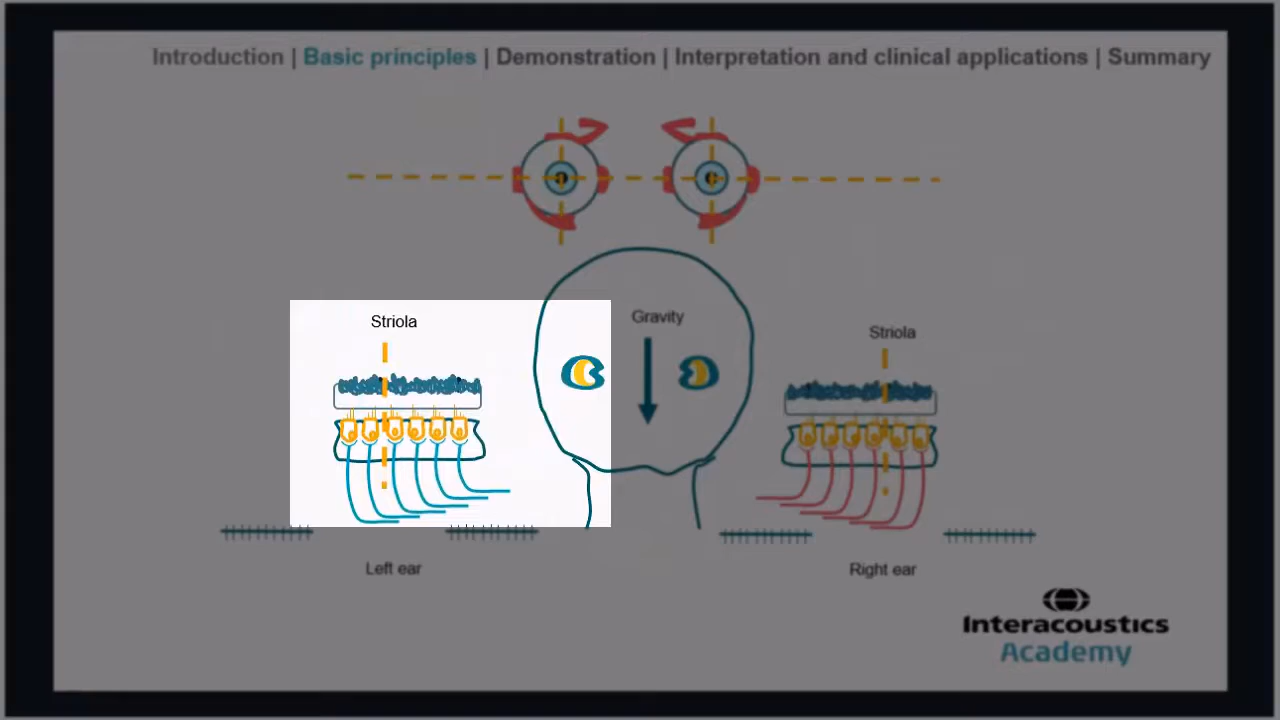 Introduction | Basic principles | Demonstration | Interpretation and clinical applications | Summary
Gravity
Striola
Striola
Left ear
Right ear
Interacoustics
Academy